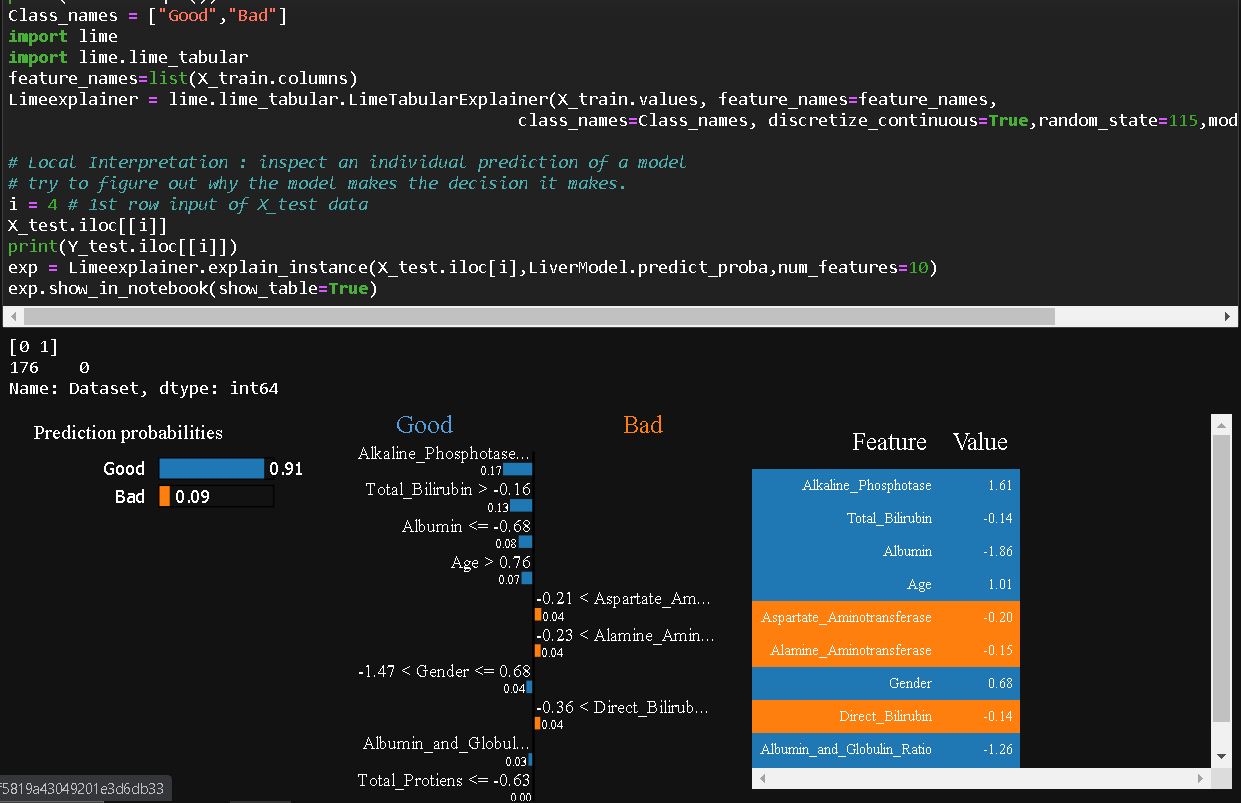 Class_names = ["Good","Bad"]
import lime
import lime.lime_tabular
feature_names=list(X_train.columns)
Limeexplainer = lime.lime_tabular.LimeTabularExplainer(X_train.values, feature_names=feature_names,
class_names=Class_names, discretize_continuous=True,random_state=115,mod
# Local Interpretation : inspect an individual prediction of a model
# try to figure out why the model makes the decision it makes.
i = 4 # 1st row input of X_test data
X_test.iloc[[i]]
print(Y_test.iloc[[i]])
exp = Limeexplainer.explain_instance(X_test.iloc[i],LiverModel.predict_proba,num_features=10)
exp.show_in_notebook(show_table=True)
[0 1]
176 0
Name: Dataset, dtype: int64
Prediction probabilities
Good 0.91
Bad 0.09
Good Bad
Alkaline_Phosphotase...
0.17
Total_Bilirubin > -0.16
0.13
Albumin <= -0.68
0.08
Age > 0.76
0.07
-0.21 < Aspartate_Am...
0.04
-0.23 < Alamine_Amin...
0.04
-1.47 < Gender <= 0.68
0.04
-0.36 < Direct_Bilirub...
0.04
Albumin_and_Globul...
0.03
Total_Protiens <= -0.63
0.00
Feature Value
Alkaline_Phosphotase 1.61
Total_Bilirubin -0.14
Albumin -1.86
Age 1.01
Aspartate_Aminotransferase -0.20
Alamine_Aminotransferase -0.15
Gender 0.68
Direct_Bilirubin -0.14
Albumin_and_Globulin_Ratio -1.26
f5819a43049201e3d6db33